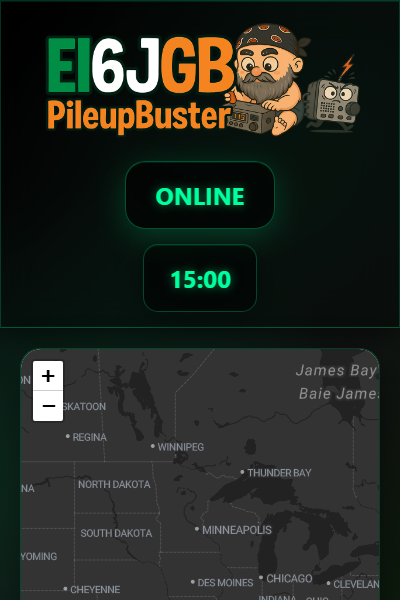 EI6JGB
PileupBuster
ONLINE
15:00
James Bay
Baie James
+
−
SKATOON
REGINA
WINNIPEG
THUNDER BAY
NA
NORTH DAKOTA
SOUTH DAKOTA
MINNEAPOLIS
YOMING
DES MOINES
CHICAGO
CLEVELAN
CHEYENNE
INDIANA
OHIO